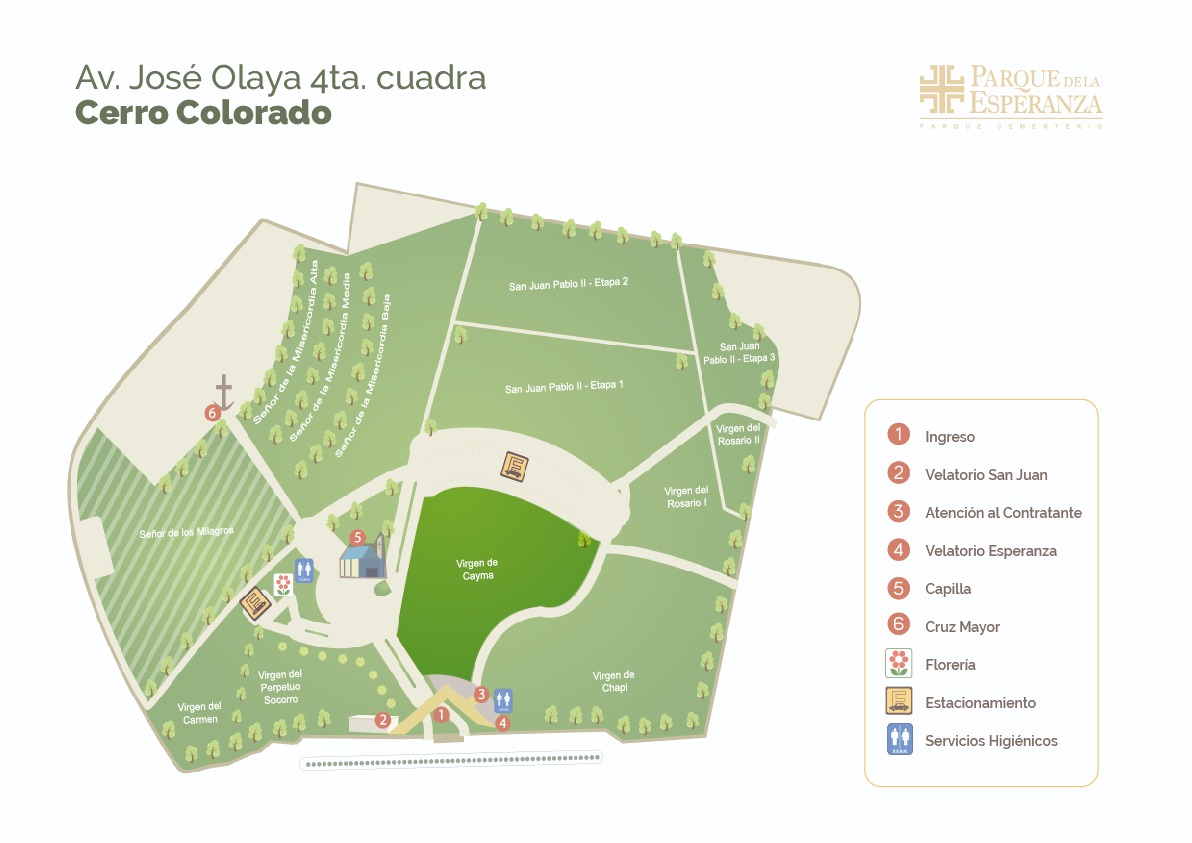 Av. José Olaya 4ta. cuadra
Cerro Colorado
PARQUE DE LA
ESPERANZA
PARQUE CEMENTERIO
San Juan Pablo II - Etapa 2
San Juan
Pablo II - Etapa 3
San Juan Pablo II - Etapa 1
Señor de la Misericordia Alta
Señor de la Misericordia Media
Señor de la Misericordia Baja
6
Virgen del
Rosario II
E
Virgen del
Rosario I
Señor de los Milagros
5
Virgen de
Cayma
S.S.H.H.
E
Virgen del
Perpetuo
Socorro
Virgen de
Chapi
Virgen del
Carmen
2
1
3
S.S.H.H.
4
1 Ingreso
2 Velatorio San Juan
3 Atención al Contratante
4 Velatorio Esperanza
5 Capilla
6 Cruz Mayor
Florería
E Estacionamiento
S.S.H.H. Servicios Higiénicos